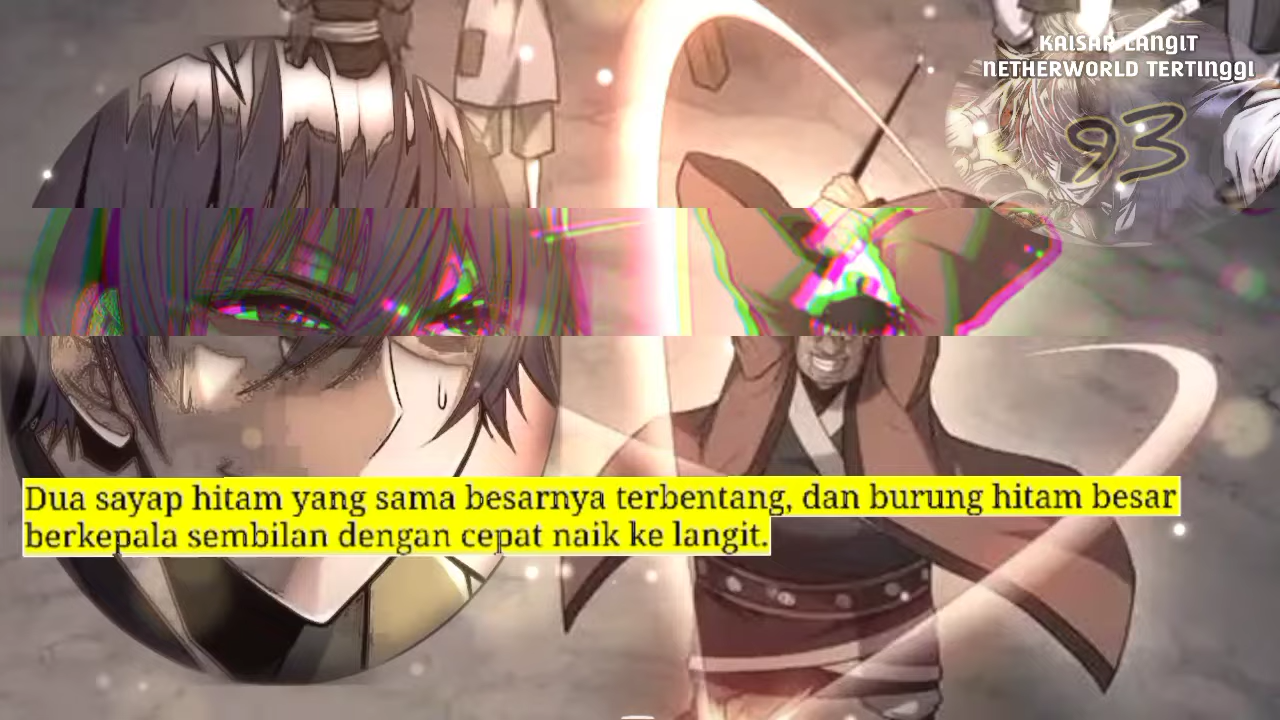 KAISAR LANGIT
NETHERWORLD TERTINGGI
93
Dua sayap hitam yang sama besarnya terbentang, dan burung hitam besar
berkepala sembilan dengan cepat naik ke langit.